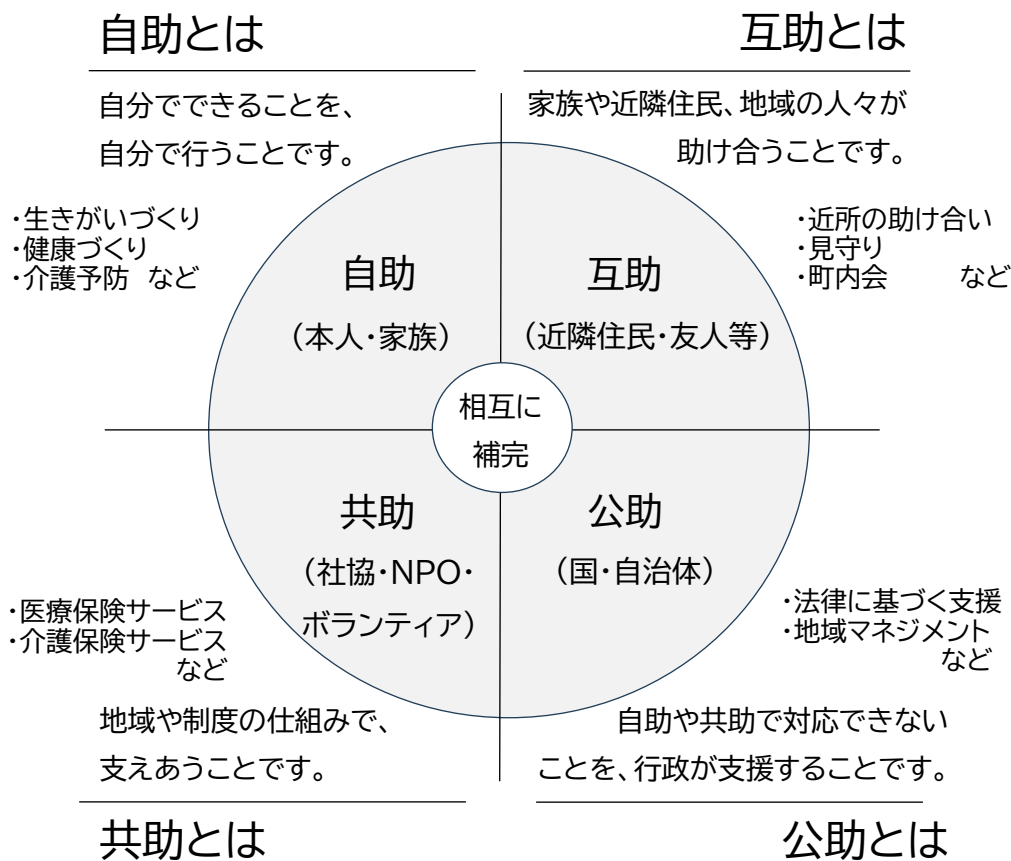 自助とは
自分でできることを、
自分で行うことです。
・生きがいづくり
・健康づくり
・介護予防 など
互助とは
家族や近隣住民、地域の人々が
助け合うことです。
・近所の助け合い
・見守り
・町内会 など
自助
（本人・家族）
互助
（近隣住民・友人等）
相互に
補完
共助
（社協・NPO・
ボランティア）
公助
（国・自治体）
・医療保険サービス
・介護保険サービス
など
地域や制度の仕組みで、
支えあうことです。
共助とは
・法律に基づく支援
・地域マネジメント
など
自助や共助で対応できない
ことを、行政が支援することです。
公助とは